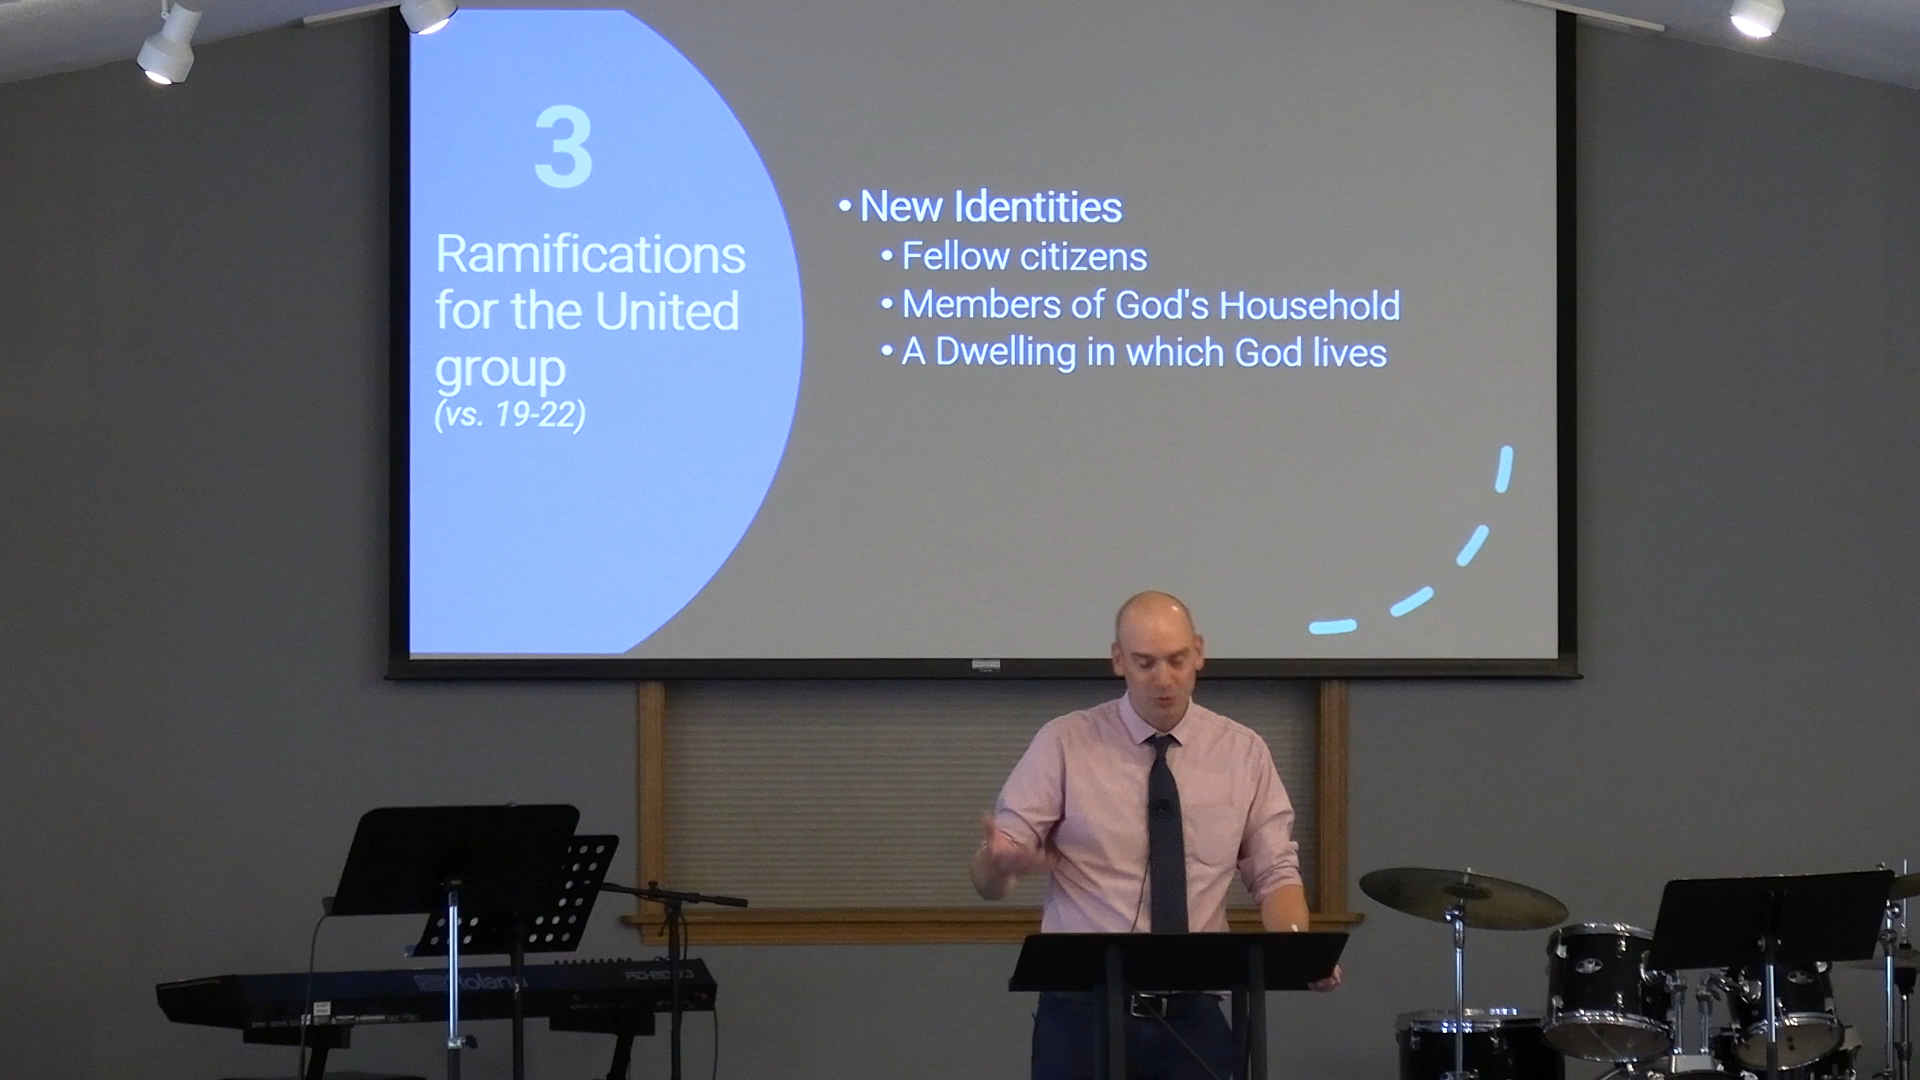 3
Ramifications
for the United
group
(vs. 19-22)
• New Identities
• Fellow citizens
• Members of God's Household
• A Dwelling in which God lives
Roland